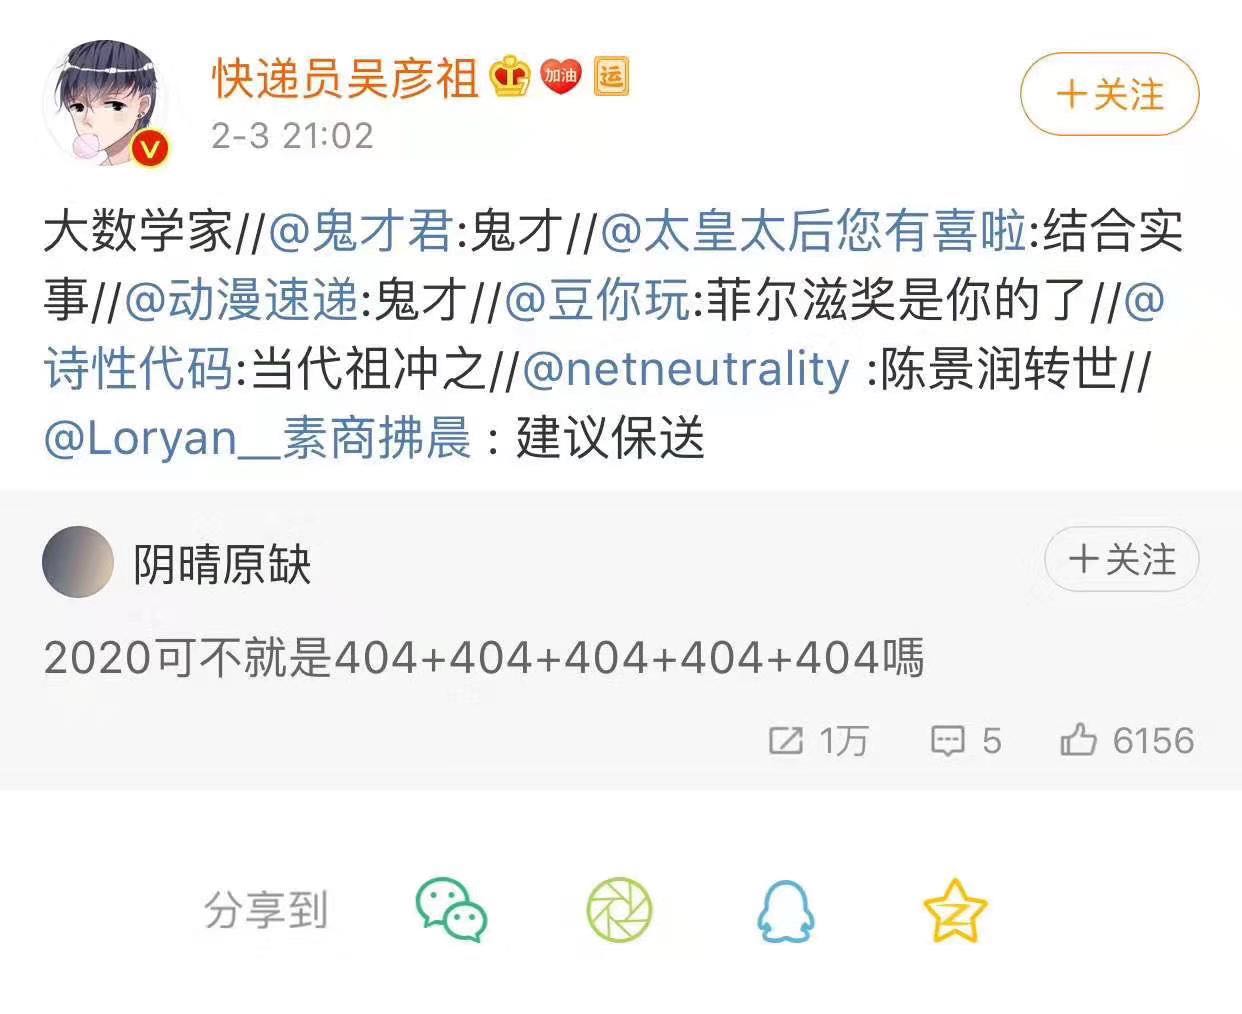 快递员吴彦祖 加油 运
2-3 21:02
+关注
大数学家//@鬼才君:鬼才//@太皇太后您有喜啦:结合实
事//@动漫速递:鬼才//@豆你玩:菲尔滋奖是你的了//@
诗性代码:当代祖冲之//@netneutrality :陈景润转世//
@Loryan__素商拂晨 : 建议保送
阴晴原缺
+关注
2020可不就是404+404+404+404+404嗎
1万 5 6156
分享到